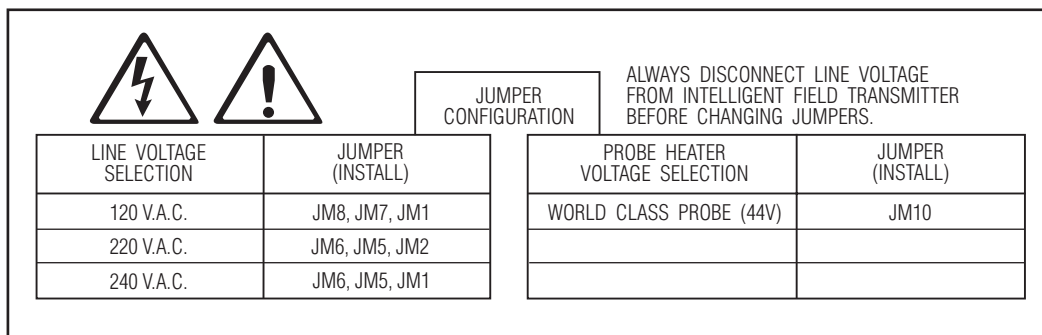 JUMPER
CONFIGURATION
ALWAYS DISCONNECT LINE VOLTAGE
FROM INTELLIGENT FIELD TRANSMITTER
BEFORE CHANGING JUMPERS.
LINE VOLTAGE
SELECTION
JUMPER
(INSTALL)
120 V.A.C.
JM8, JM7, JM1
220 V.A.C.
JM6, JM5, JM2
240 V.A.C.
JM6, JM5, JM1
PROBE HEATER
VOLTAGE SELECTION
JUMPER
(INSTALL)
WORLD CLASS PROBE (44V)
JM10